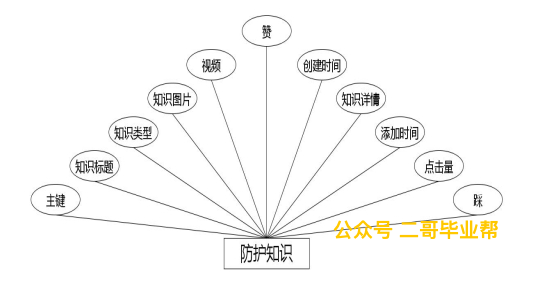 赞
视频
创建时间
知识图片
知识详情
知识类型
添加时间
知识标题
点击量
主键
踩
公众号 二哥毕业帮
防护知识